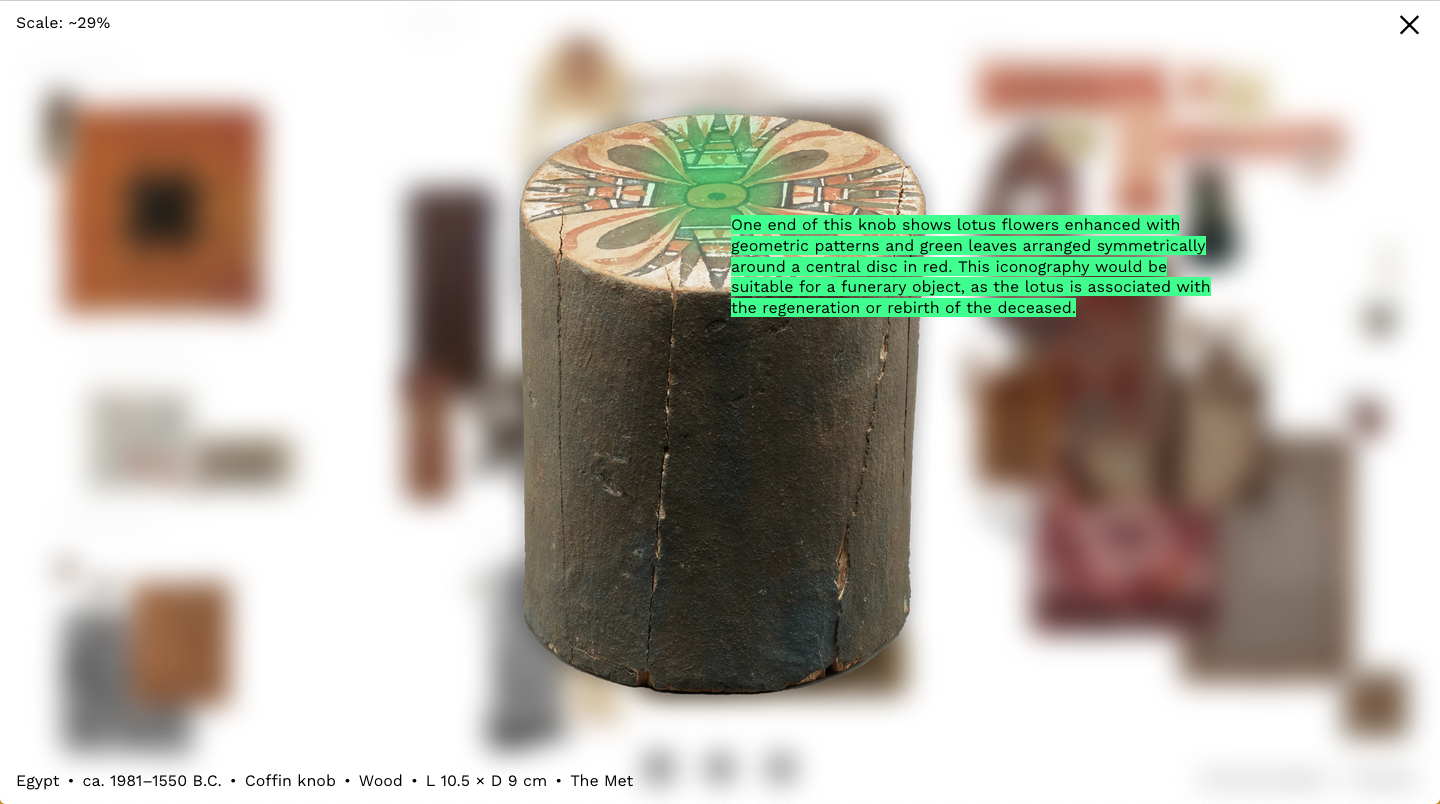 Scale: ~29%
One end of this knob shows lotus flowers enhanced with
geometric patterns and green leaves arranged symmetrically
around a central disc in red. This iconography would be
suitable for a funerary object, as the lotus is associated with
the regeneration or rebirth of the deceased.
Egypt • ca. 1981–1550 B.C. • Coffin knob • Wood • L 10.5 × D 9 cm • The Met